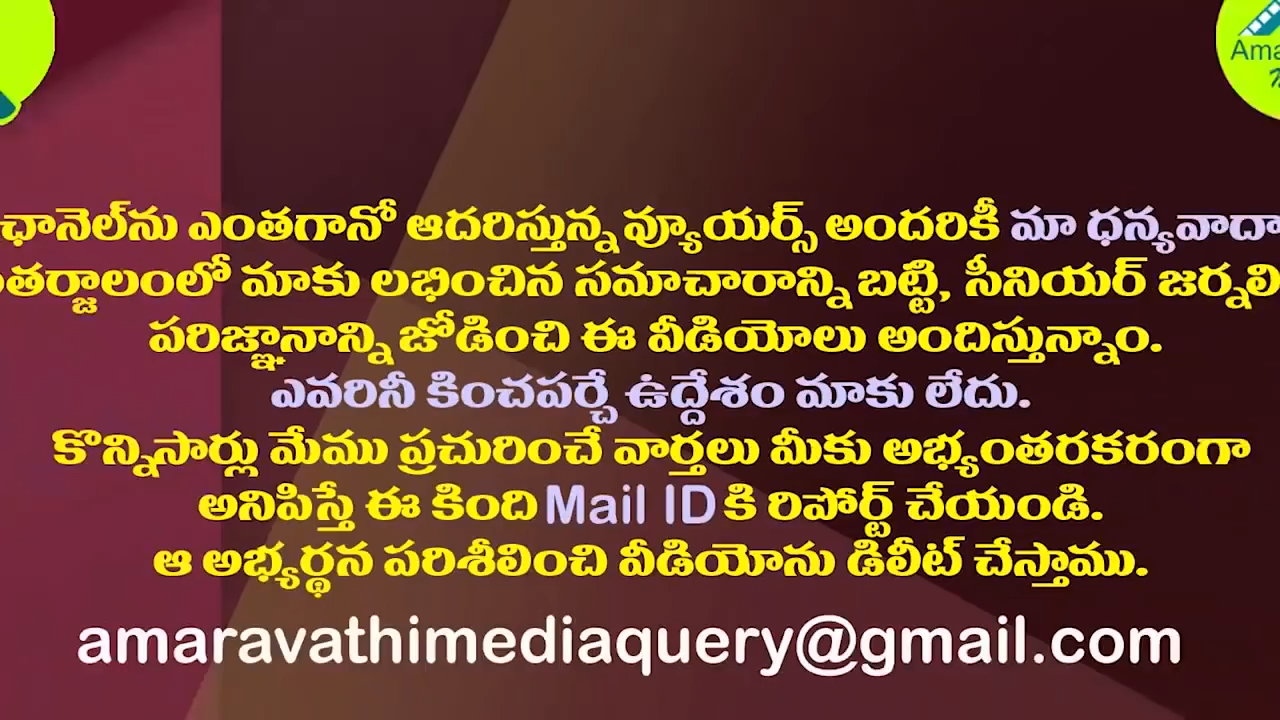 Ama
ఛానెల్‌ను ఎంతగానో ఆదరిస్తున్న వ్యూయర్స్ అందరికీ మా ధన్యవాదా
తర్జాలంలో మాకు లభించిన సమాచారాన్ని బట్టి, సీనియర్ జర్నలి
పరిజ్ఞానాన్ని జోడించి ఈ వీడియోలు అందిస్తున్నాం.
ఎవరినీ కించపర్చే ఉద్దేశం మాకు లేదు.
కొన్నిసార్లు మేము ప్రచురించే వార్తలు మీకు అభ్యంతరకరంగా
అనిపిస్తే ఈ కింది Mail ID కి రిపోర్ట్ చేయండి.
ఆ అభ్యర్థన పరిశీలించి వీడియోను డిలీట్ చేస్తాము.
amaravathimediaquery@gmail.com